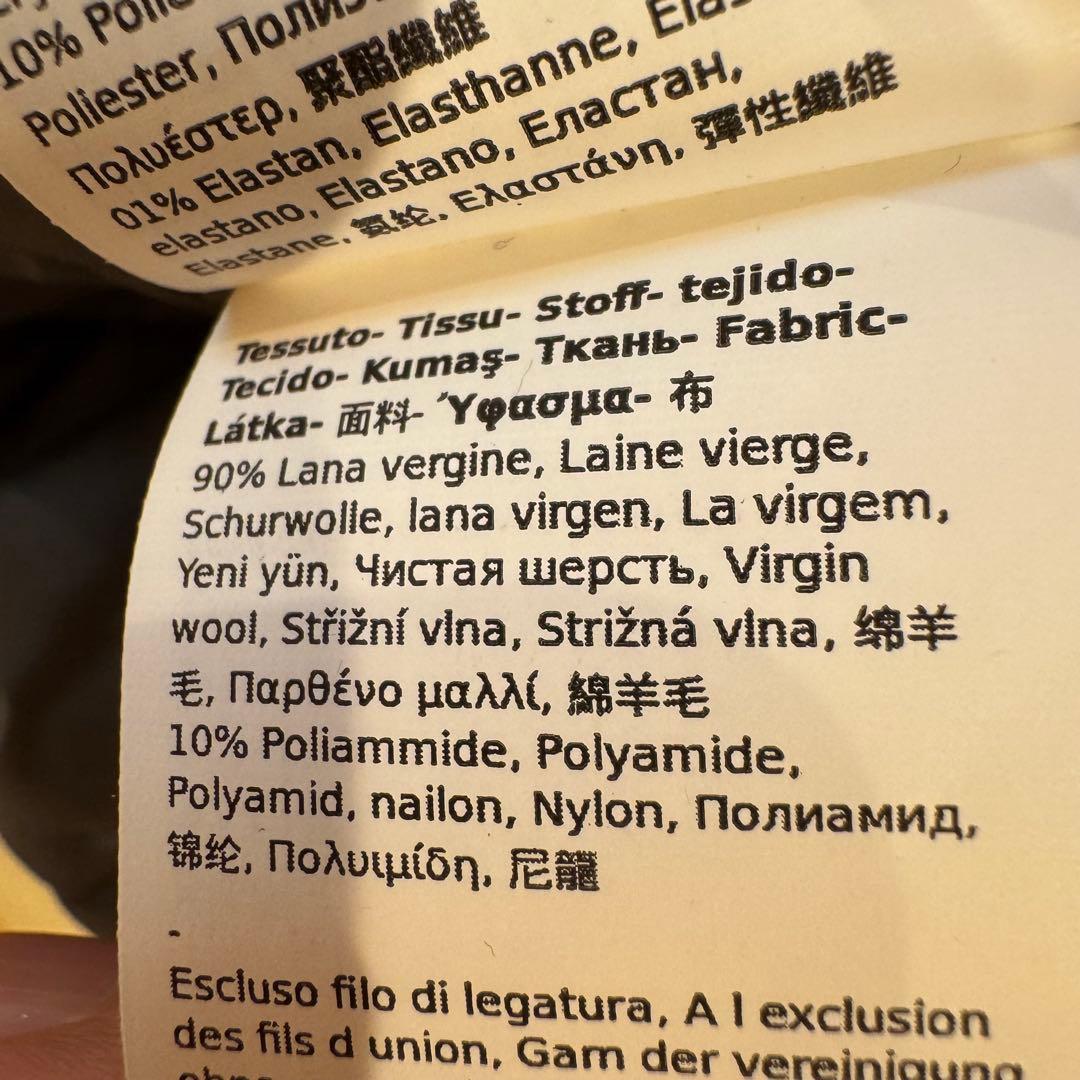 10%
Poliester,
Πολυέστερ, 聚酯纖維
01% Elastan, Elasthanne,
elastano, Elastano, Еластан,
Elastane, 氨纶, Ελαστάνη, 彈性纖維
Tessuto- Tissu- Stoff- tejido-
Tecido- Kumaş- Ткань- Fabric-
Látka- 面料- Ύφασμα- 布
90% Lana vergine, Laine vierge,
Schurwolle, lana virgen, La virgem,
Yeni yün, Чистая шерсть, Virgin
wool, Střižní vlna, Strižná vlna, 绵羊
毛, Παρθένο μαλλί, 綿羊毛
10% Poliammide, Polyamide,
Polyamid, nailon, Nylon, Полиамид,
锦纶, Πολυιμίδη, 尼龍
-
Escluso filo di legatura, A l exclusion
des fils d union, Garn der vereinigung